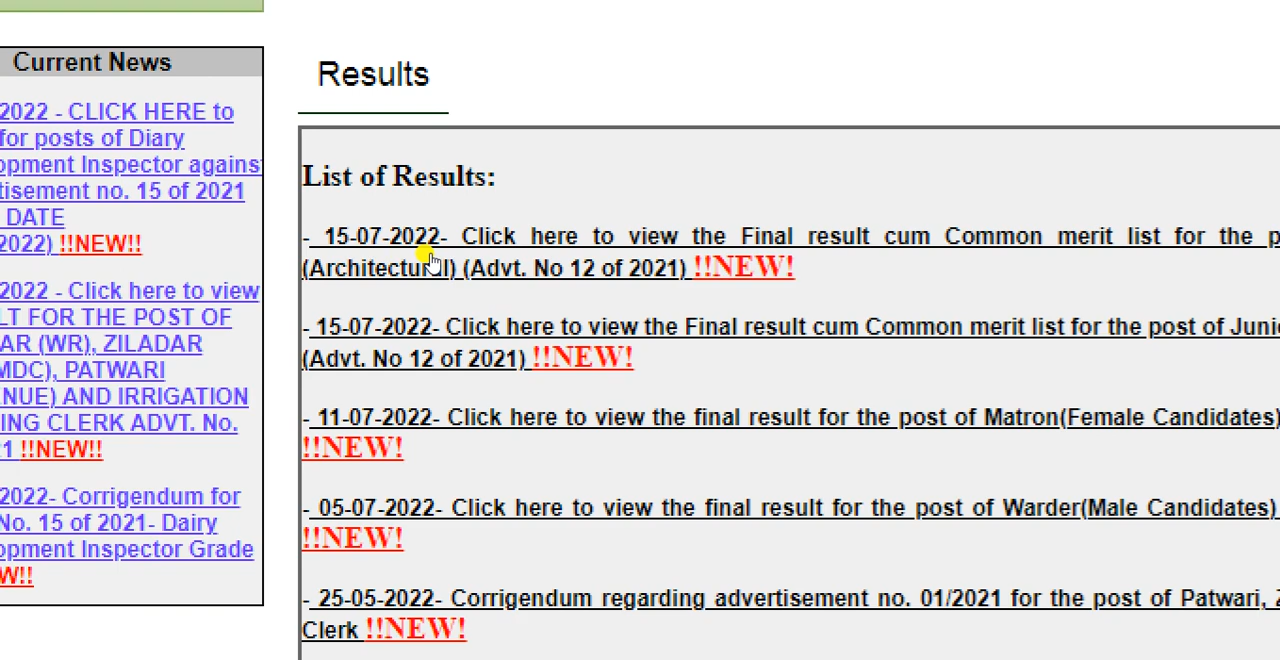 Current News
2022 - CLICK HERE to
for posts of Diary
opment Inspector agains
tisement no. 15 of 2021
DATE
2022) !!NEW!!
2022 - Click here to view
LT FOR THE POST OF
AR (WR), ZILADAR
MDC), PATWARI
ENUE) AND IRRIGATION
ING CLERK ADVT. No.
21 !!NEW!!
2022- Corrigendum for
No. 15 of 2021- Dairy
opment Inspector Grade
W!!
Results
List of Results:
- 15-07-2022- Click here to view the Final result cum Common merit list for the p
(Architectural) (Advt. No 12 of 2021) !!NEW!
- 15-07-2022- Click here to view the Final result cum Common merit list for the post of Juni
(Advt. No 12 of 2021) !!NEW!
- 11-07-2022- Click here to view the final result for the post of Matron(Female Candidates)
!!NEW!
- 05-07-2022- Click here to view the final result for the post of Warder(Male Candidates)
!!NEW!
- 25-05-2022- Corrigendum regarding advertisement no. 01/2021 for the post of Patwari, Z
Clerk !!NEW!